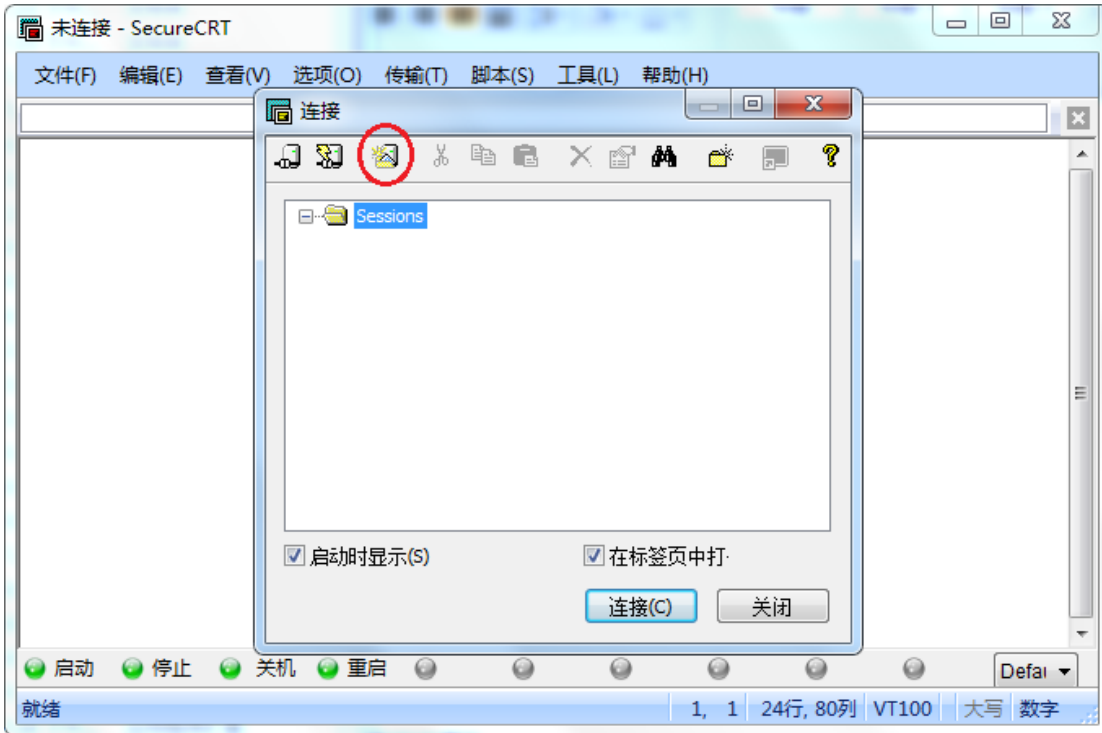 未连接 - SecureCRT
文件(F) 编辑(E) 查看(V) 选项(O) 传输(T) 脚本(S) 工具(L) 帮助(H)
连接
Sessions
启动时显示(S) 在标签页中打
连接(C) 关闭
启动 停止 关机 重启 Defau
就绪 1, 1 24行, 80列 VT100 大写 数字